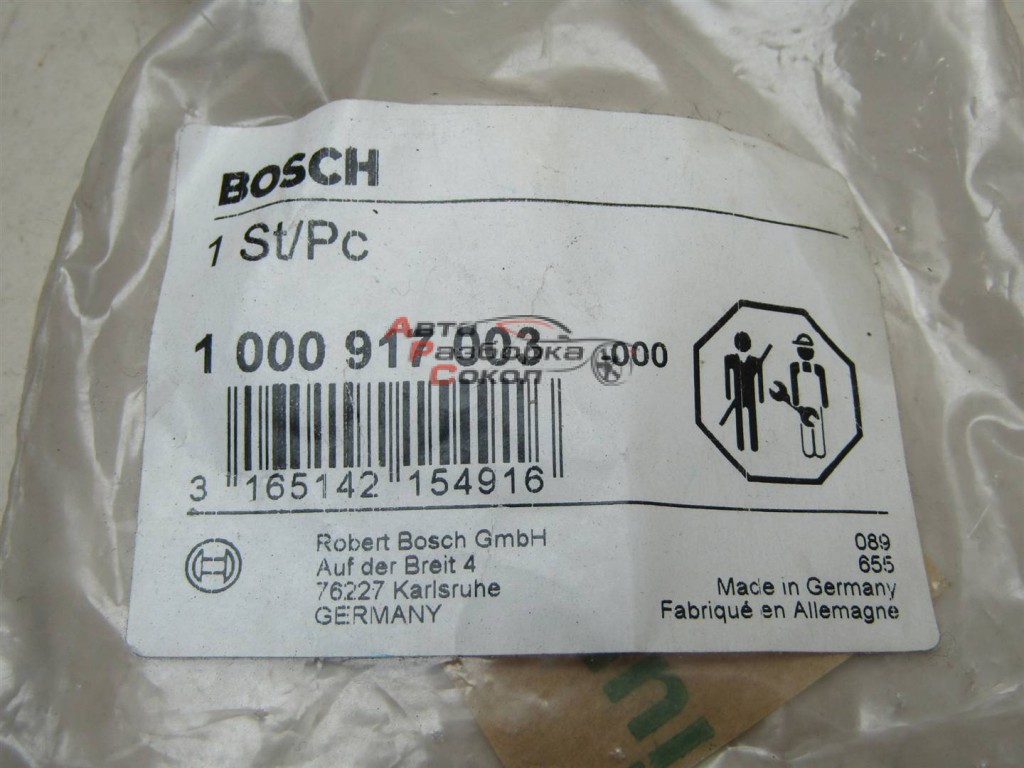 BOSCH
1 St/Pc
1 000 917 003 -000
Авто
Разборка
Сокол
H
3 165142 154916
Robert Bosch GmbH
Auf der Breit 4
76227 Karlsruhe
GERMANY
089
655
Made in Germany
Fabriqué en Allemagne